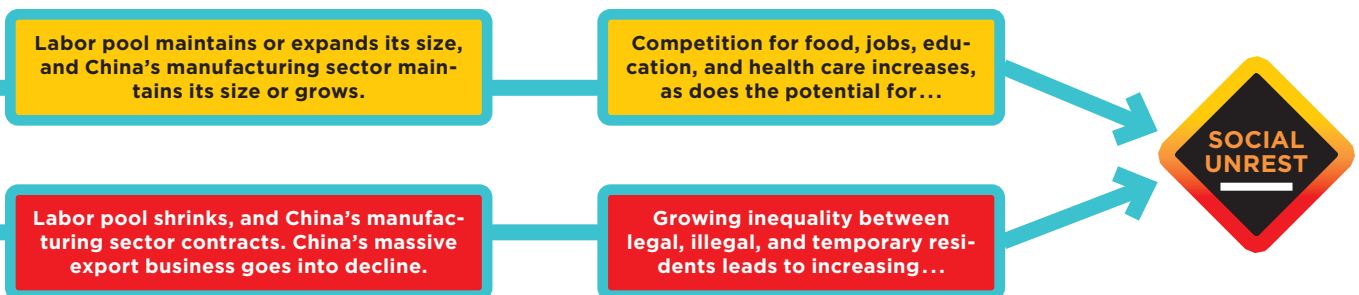 Labor pool maintains or expands its size,
and China's manufacturing sector main-
tains its size or grows.
Competition for food, jobs, edu-
cation, and health care increases,
as does the potential for...
SOCIAL
UNREST
Labor pool shrinks, and China's manufac-
turing sector contracts. China's massive
export business goes into decline.
Growing inequality between
legal, illegal, and temporary resi-
dents leads to increasing...